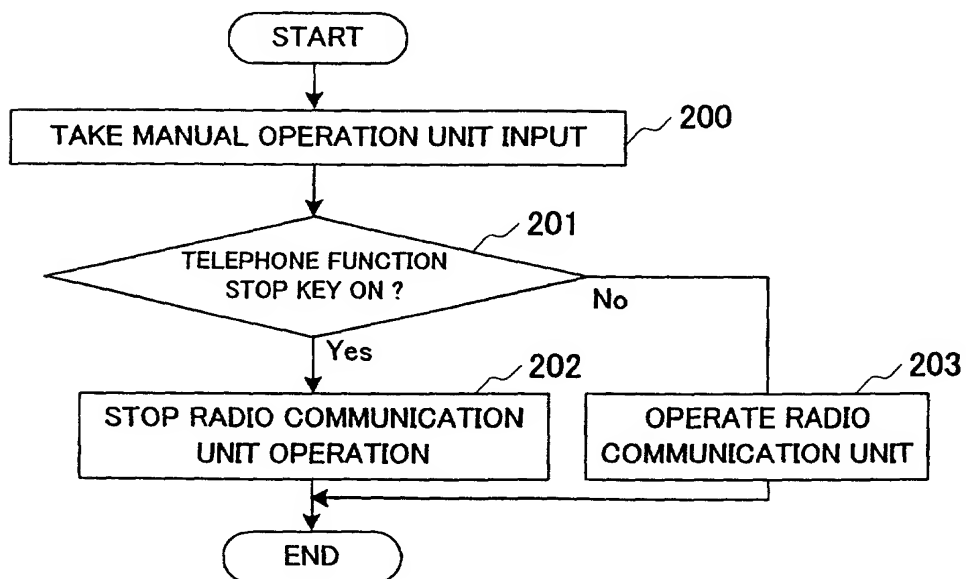 START
TAKE MANUAL OPERATION UNIT INPUT
200
201
TELEPHONE FUNCTION
STOP KEY ON ?
No
Yes
202
203
STOP RADIO COMMUNICATION
UNIT OPERATION
OPERATE RADIO
COMMUNICATION UNIT
END